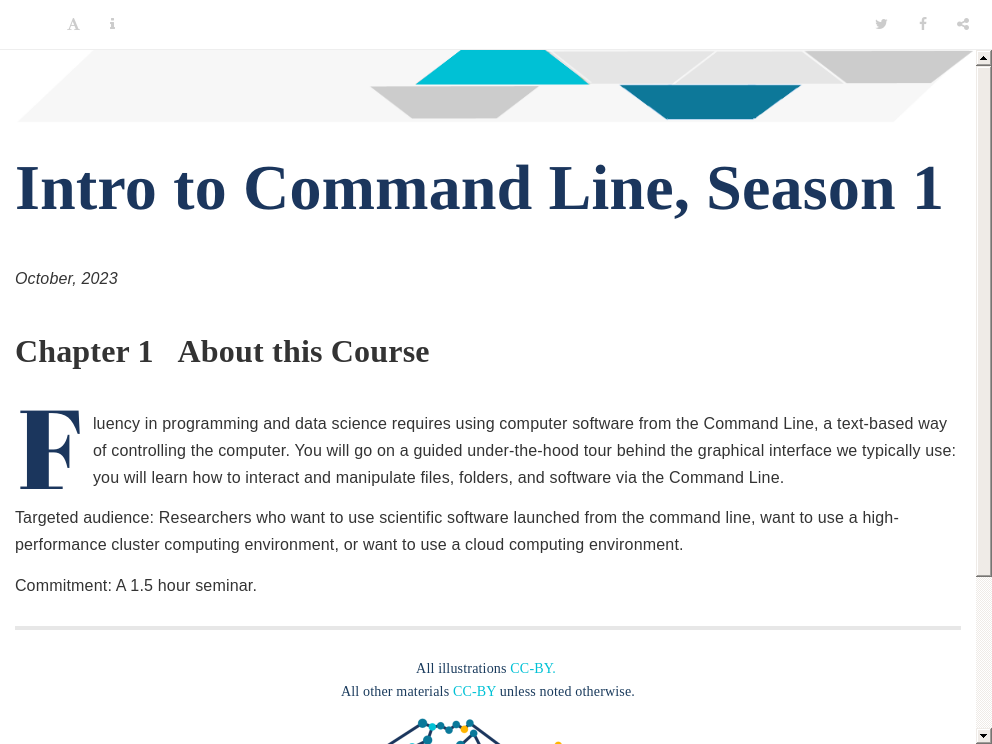 Intro to Command Line, Season 1
October, 2023
Chapter 1 About this Course
Fluency in programming and data science requires using computer software from the Command Line, a text-based way
of controlling the computer. You will go on a guided under-the-hood tour behind the graphical interface we typically use:
you will learn how to interact and manipulate files, folders, and software via the Command Line.
Targeted audience: Researchers who want to use scientific software launched from the command line, want to use a high-
performance cluster computing environment, or want to use a cloud computing environment.
Commitment: A 1.5 hour seminar.
All illustrations CC-BY.
All other materials CC-BY unless noted otherwise.